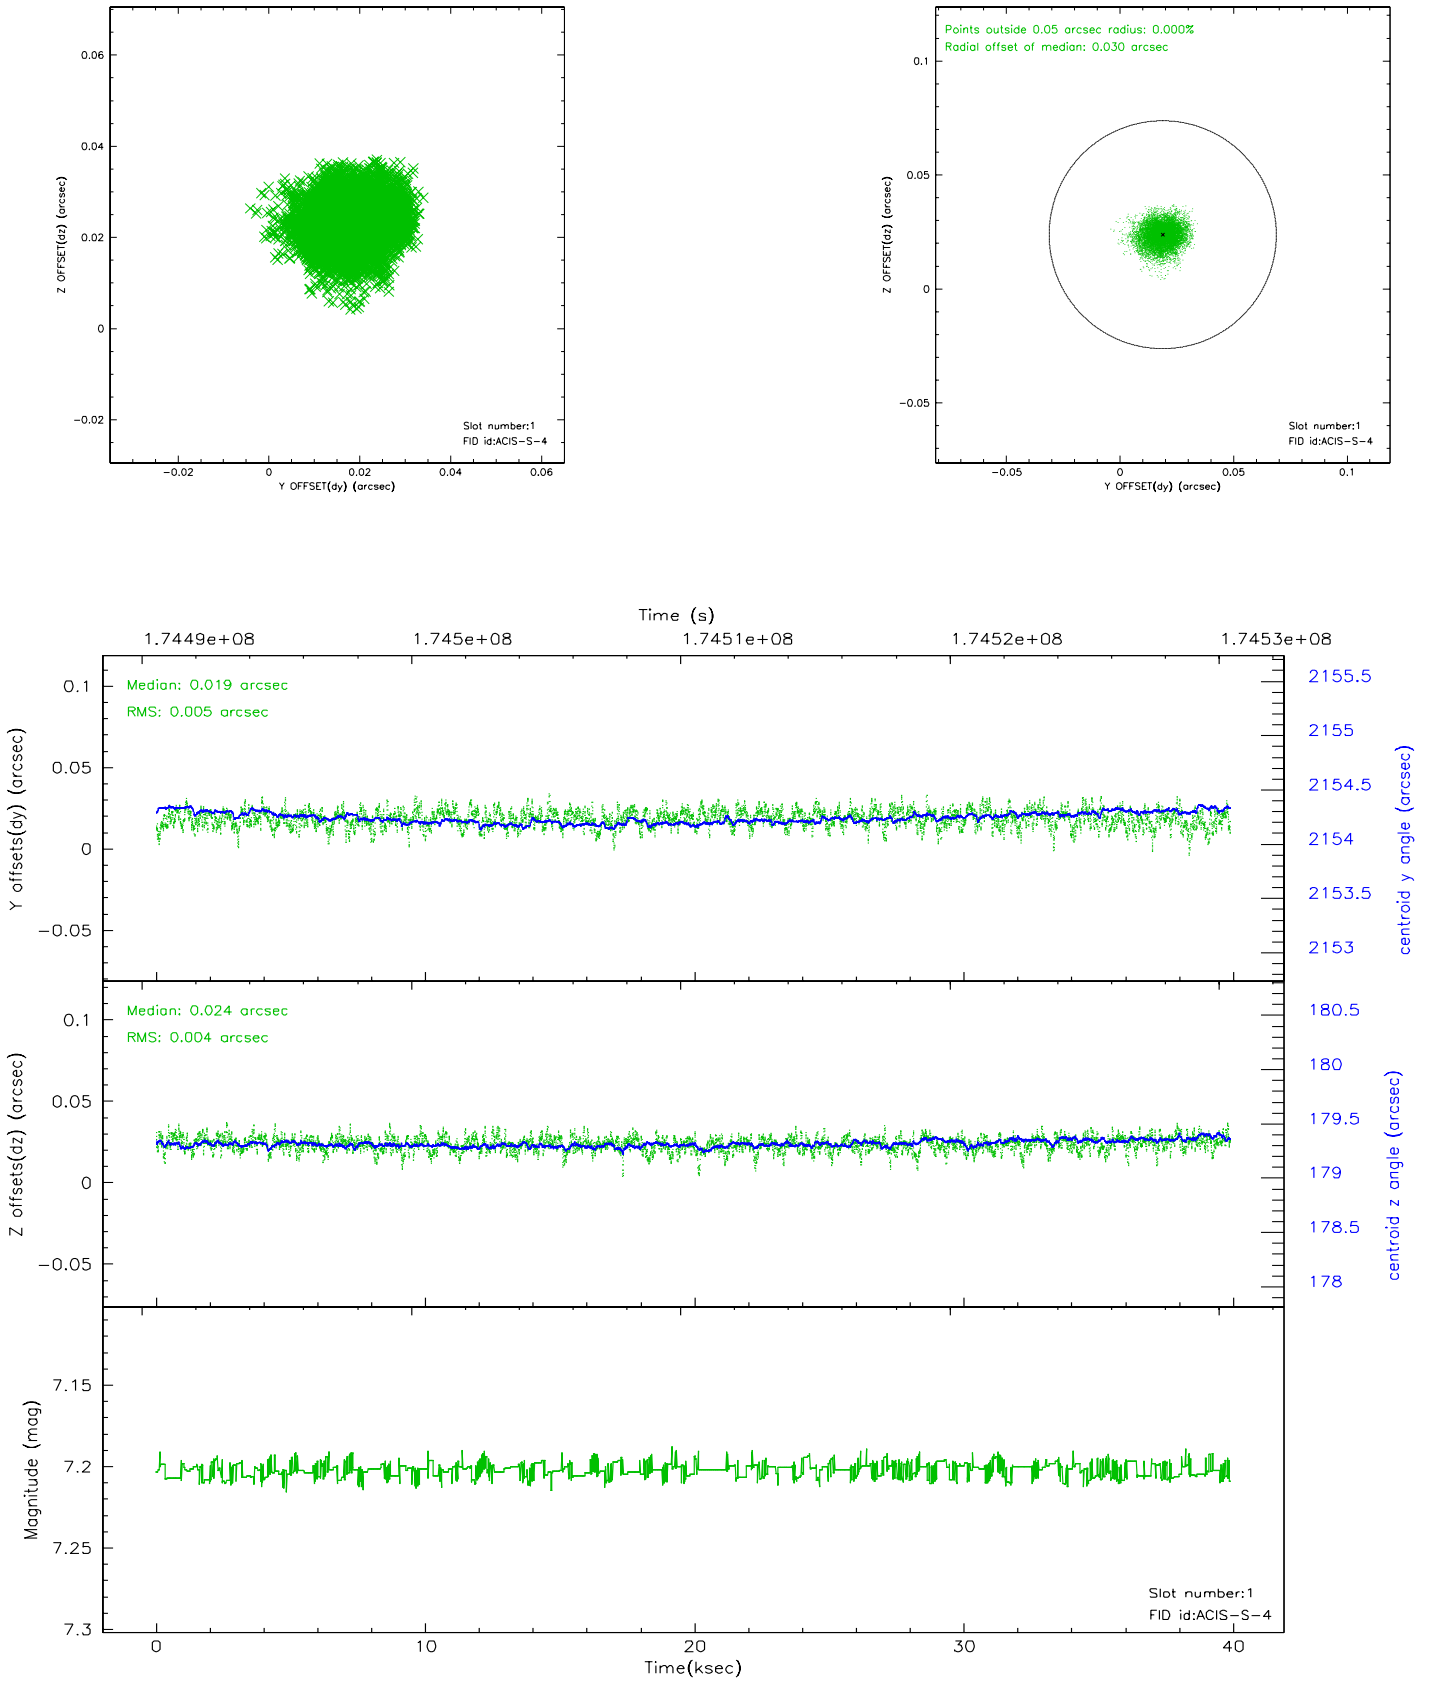 0.06
0.04
0.02
0
−0.02
Z OFFSET(dz) (arcsec)
Slot number:1
FID id:ACIS−S−4
−0.02 0 0.02 0.04 0.06
Y OFFSET(dy) (arcsec)
Points outside 0.05 arcsec radius: 0.000%
Radial offset of median: 0.030 arcsec
0.1
0.05
0
−0.05
Z OFFSET(dz) (arcsec)
Slot number:1
FID id:ACIS−S−4
−0.05 0 0.05 0.1
Y OFFSET(dy) (arcsec)
Time (s)
1.7449e+08 1.745e+08 1.7451e+08 1.7452e+08 1.7453e+08
Median: 0.019 arcsec
RMS: 0.005 arcsec
0.1
0.05
0
−0.05
Y offsets(dy) (arcsec)
2155.5
2155
2154.5
2154
2153.5
2153
centroid y angle (arcsec)
Median: 0.024 arcsec
RMS: 0.004 arcsec
0.1
0.05
0
−0.05
Z offsets(dz) (arcsec)
180.5
180
179.5
179
178.5
178
centroid z angle (arcsec)
7.15
7.2
7.25
7.3
Magnitude (mag)
Slot number:1
FID id:ACIS−S−4
0 10 20 30 40
Time(ksec)